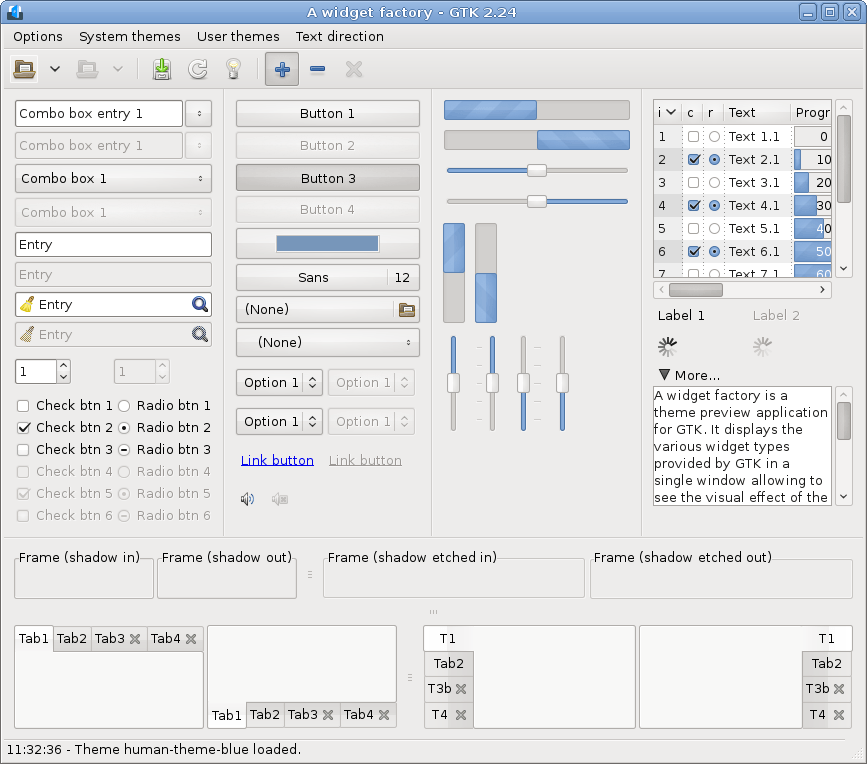 A widget factory - GTK 2.24
Options System themes User themes Text direction
Combo box entry 1
Combo box entry 1
Combo box 1
Combo box 1
Entry
Entry
Entry
Entry
1 1
Check btn 1 Radio btn 1
Check btn 2 Radio btn 2
Check btn 3 Radio btn 3
Check btn 4 Radio btn 4
Check btn 5 Radio btn 5
Check btn 6 Radio btn 6
Button 1
Button 2
Button 3
Button 4
Sans 12
(None)
(None)
Option 1 Option 1
Option 1 Option 1
Link button Link button
i c r Text Progr
1 Text 1.1 0
2 Text 2.1 10
3 Text 3.1 20
4 Text 4.1 30
5 Text 5.1 40
6 Text 6.1 50
7 Text 7.1 60
Label 1 Label 2
More...
A widget factory is a
theme preview application
for GTK. It displays the
various widget types
provided by GTK in a
single window allowing to
see the visual effect of the
Frame (shadow in) Frame (shadow out) Frame (shadow etched in) Frame (shadow etched out)
Tab1 Tab2 Tab3 Tab4
Tab1 Tab2 Tab3 Tab4
T1
Tab2
T3b
T4
T1
Tab2
T3b
T4
11:32:36 - Theme human-theme-blue loaded.